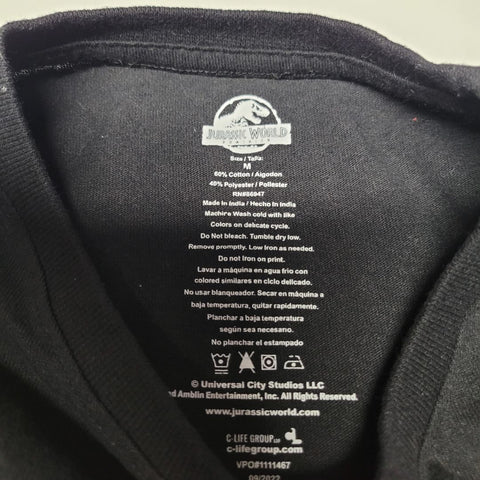 JURASSIC WORLD
Size / Talla:
M
60% Cotton / Algodon
40% Polyester / Poliester
RN#86947
Made in India / Hecho in India
Machine Wash cold with like
Colors on delicate cycle.
Do Not bleach. Tumble dry low.
Remove promptly. Low Iron as needed.
Do not Iron on print.
Lavar a máquina en agua frío con
colored similares en ciclo delicado.
No usar blanqueador. Secar en máquina a
baja temperatura, quitar rapidamente.
Planchar a baja temperatura
según sea necesano.
No planchar el estampado
© Universal City Studios LLC
Amblin Entertainment, Inc. All Rights Reserved.
www.jurassicworld.com
C-LIFE GROUP
c-lifegroup.com
VPO#1111467
09/2022